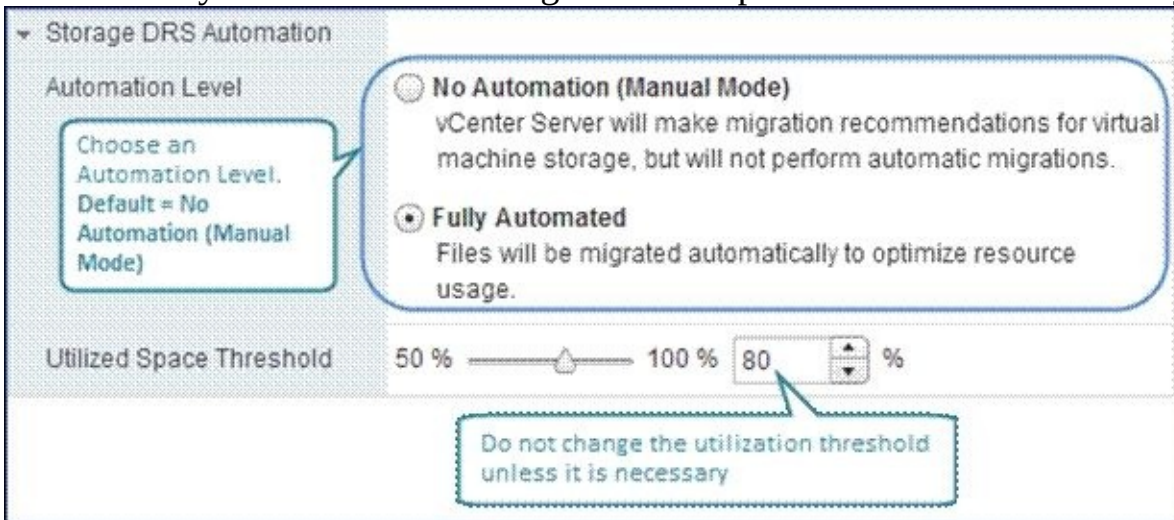 Storage DRS Automation
Automation Level
No Automation (Manual Mode)
vCenter Server will make migration recommendations for virtual
machine storage, but will not perform automatic migrations.
Choose an
Automation Level.
Default = No
Automation (Manual
Mode)
Fully Automated
Files will be migrated automatically to optimize resource
usage.
Utilized Space Threshold 50 % 100 % 80 %
Do not change the utilization threshold
unless it is necessary